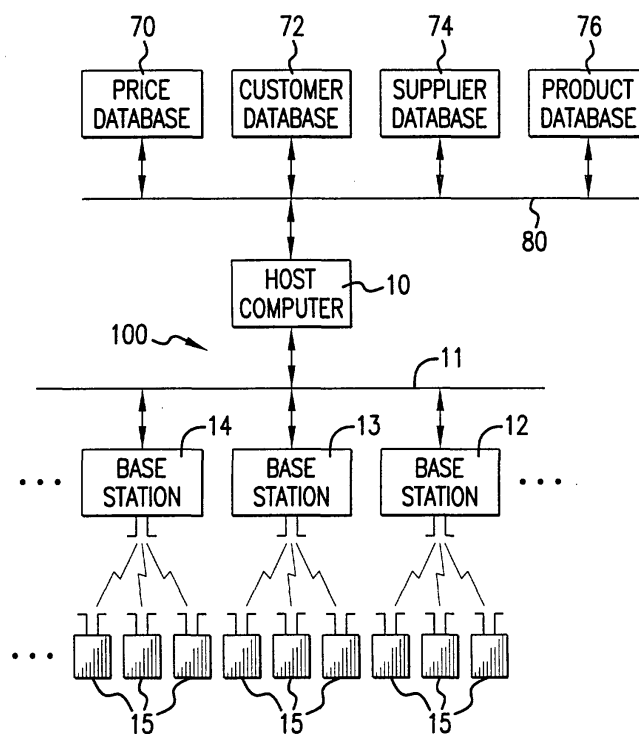 70 72 74 76
PRICE DATABASE
CUSTOMER DATABASE
SUPPLIER DATABASE
PRODUCT DATABASE
80
HOST COMPUTER
10
100
11
14 13 12
BASE STATION
BASE STATION
BASE STATION
15 15 15